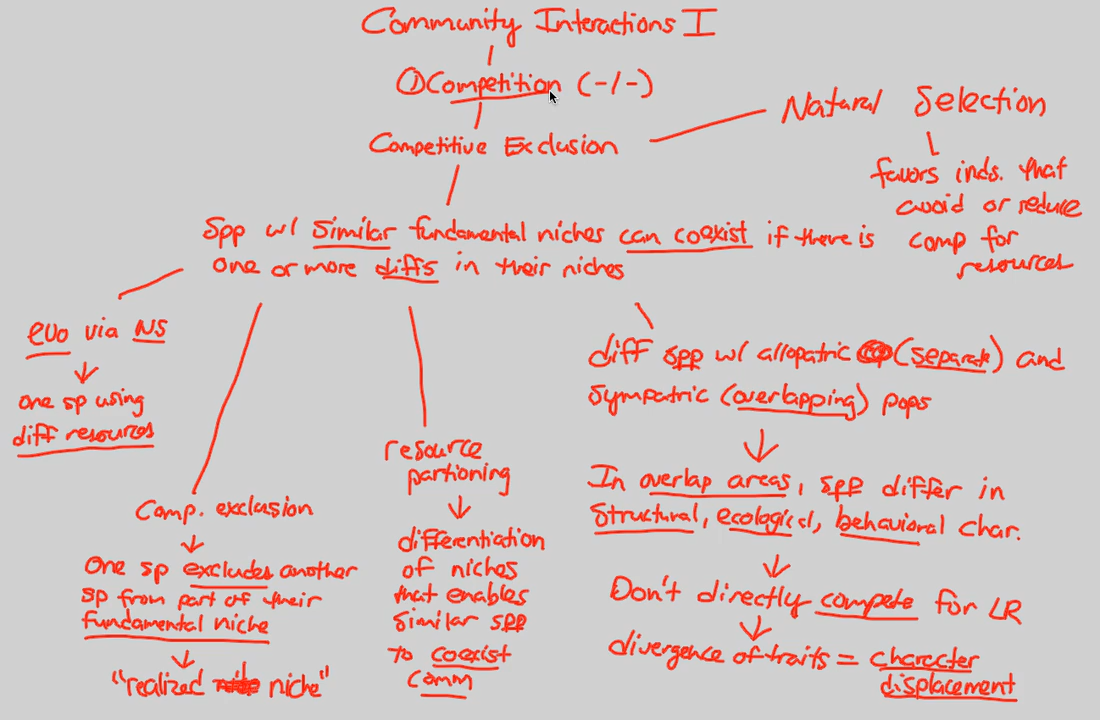 Community Interactions I
① Competition (-/-)
Competitive Exclusion
Natural Selection
favors inds. that
avoid or reduce
comp for
resources
Spp w/ similar fundamental niches can coexist if there is
one or more diffs in their niches
evo via NS
↓
one sp using
diff resources
Comp. exclusion
↓
One sp excludes another
sp from part of their
fundamental niche
↓
"realized niche"
resource
partioning
↓
differentiation
of niches
that enables
similar spp
to coexist
comm
diff spp w/ allopatric (separate) and
sympatric (overlapping) pops
↓
In overlap areas, spp differ in
structural, ecological, behavioral char.
↓
Don't directly compete for LR
↓
divergence of traits = character
displacement